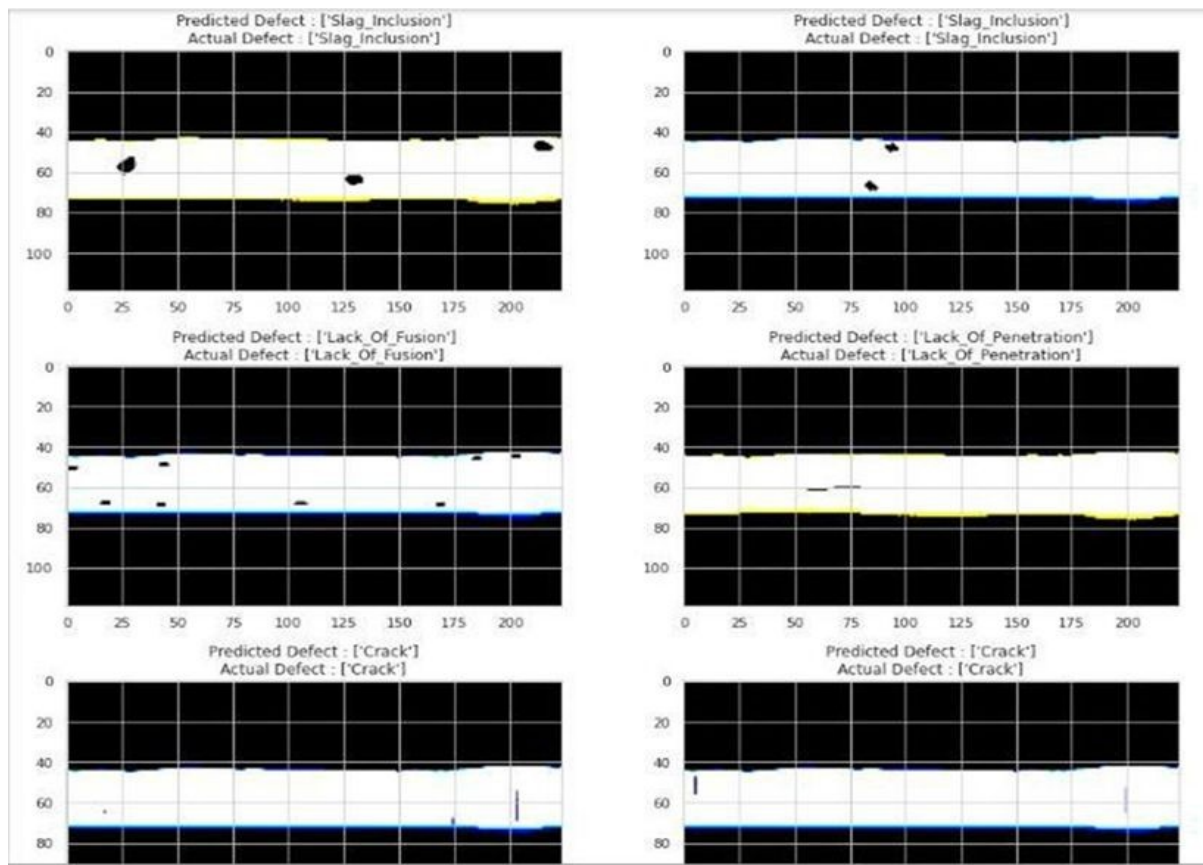 Predicted Defect : ['Slag_Inclusion']
Actual Defect : ['Slag_Inclusion']
0
20
40
60
80
100
0 25 50 75 100 125 150 175 200
Predicted Defect : ['Slag_Inclusion']
Actual Defect : ['Slag_Inclusion']
0
20
40
60
80
100
0 25 50 75 100 125 150 175 200
Predicted Defect : ['Lack_Of_Fusion']
Actual Defect : ['Lack_Of_Fusion']
0
20
40
60
80
100
0 25 50 75 100 125 150 175 200
Predicted Defect : ['Lack_Of_Penetration']
Actual Defect : ['Lack_Of_Penetration']
0
20
40
60
80
100
0 25 50 75 100 125 150 175 200
Predicted Defect : ['Crack']
Actual Defect : ['Crack']
0
20
40
60
80
Predicted Defect : ['Crack']
Actual Defect : ['Crack']
0
20
40
60
80